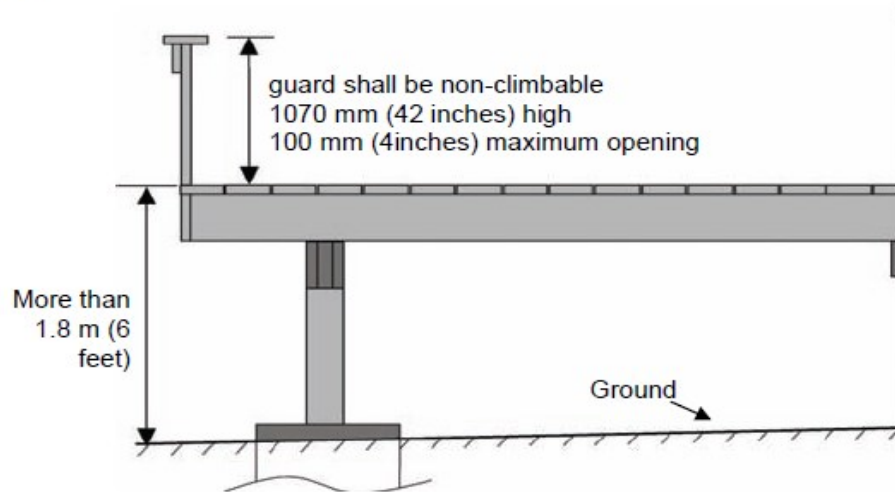 guard shall be non-climbable
1070 mm (42 inches) high
100 mm (4inches) maximum opening
More than
1.8 m (6
feet)
Ground